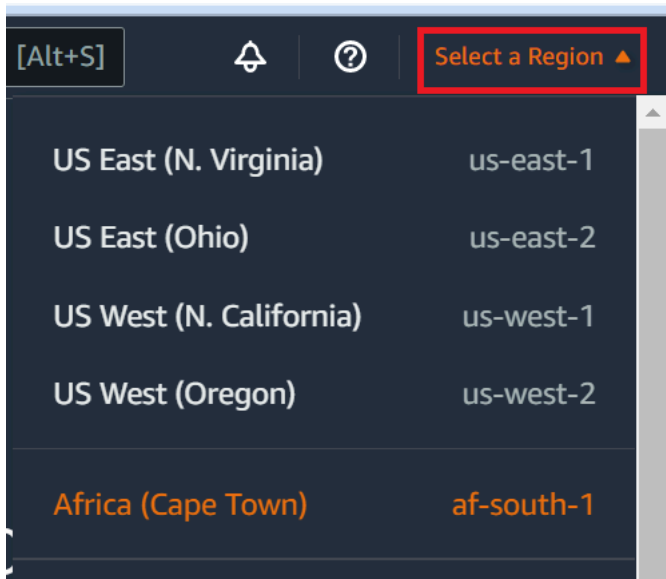 [Alt+S] Select a Region
US East (N. Virginia) us-east-1
US East (Ohio) us-east-2
US West (N. California) us-west-1
US West (Oregon) us-west-2
Africa (Cape Town) af-south-1